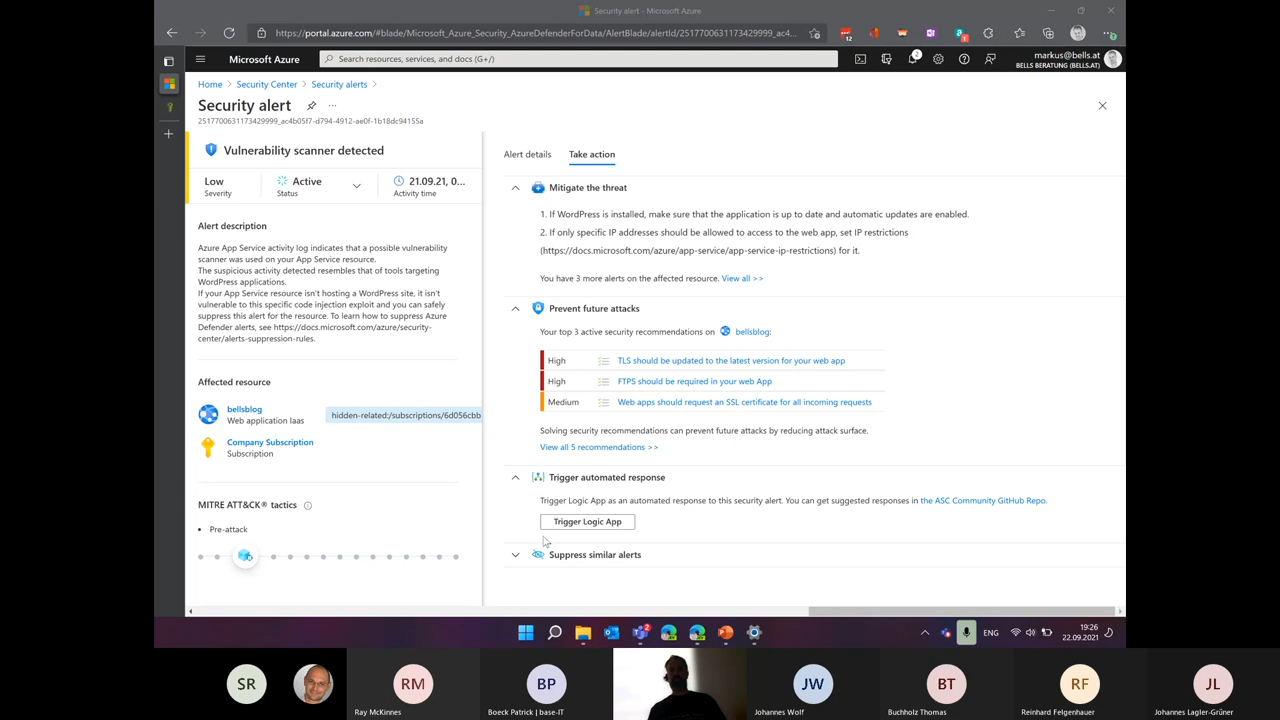 Security alert - Microsoft Azure
https://portal.azure.com/#blade/Microsoft_Azure_Security_AzureDefenderForData/AlertBlade/alertId/2517700631173429999_ac4...
12
1
Microsoft Azure
Search resources, services, and docs (G+/)
2
markus@bells.at
BELLS BERATUNG (BELLS.AT)
Home > Security Center > Security alerts >
Security alert
...
2517700631173429999_ac4b05f7-d794-4912-ae0f-1b18dc94155a
Vulnerability scanner detected
Low
Severity
Active
Status
21.09.21, 0...
Activity time
Alert description
Azure App Service activity log indicates that a possible vulnerability
scanner was used on your App Service resource.
The suspicious activity detected resembles that of tools targeting
WordPress applications.
If your App Service resource isn't hosting a WordPress site, it isn't
vulnerable to this specific code injection exploit and you can safely
suppress this alert for the resource. To learn how to suppress Azure
Defender alerts, see https://docs.microsoft.com/azure/security-
center/alerts-suppression-rules.
Affected resource
bellsblog
Web application Iaas
hidden-related:/subscriptions/6d056cbb
Company Subscription
Subscription
MITRE ATT&CK® tactics
• Pre-attack
Alert details
Take action
Mitigate the threat
1. If WordPress is installed, make sure that the application is up to date and automatic updates are enabled.
2. If only specific IP addresses should be allowed to access to the web app, set IP restrictions
(https://docs.microsoft.com/azure/app-service/app-service-ip-restrictions) for it.
You have 3 more alerts on the affected resource. View all >>
Prevent future attacks
Your top 3 active security recommendations on bellsblog:
High TLS should be updated to the latest version for your web app
High FTPS should be required in your web App
Medium Web apps should request an SSL certificate for all incoming requests
Solving security recommendations can prevent future attacks by reducing attack surface.
View all 5 recommendations >>
Trigger automated response
Trigger Logic App as an automated response to this security alert. You can get suggested responses in the ASC Community GitHub Repo.
Trigger Logic App
Suppress similar alerts
2
ENG
19:26
22.09.2021
SR
RM
Ray McKinnes
BP
Boeck Patrick | base-IT
JW
Johannes Wolf
BT
Buchholz Thomas
RF
Reinhard Felgenhauer
JL
Johannes Lagler-Grüner